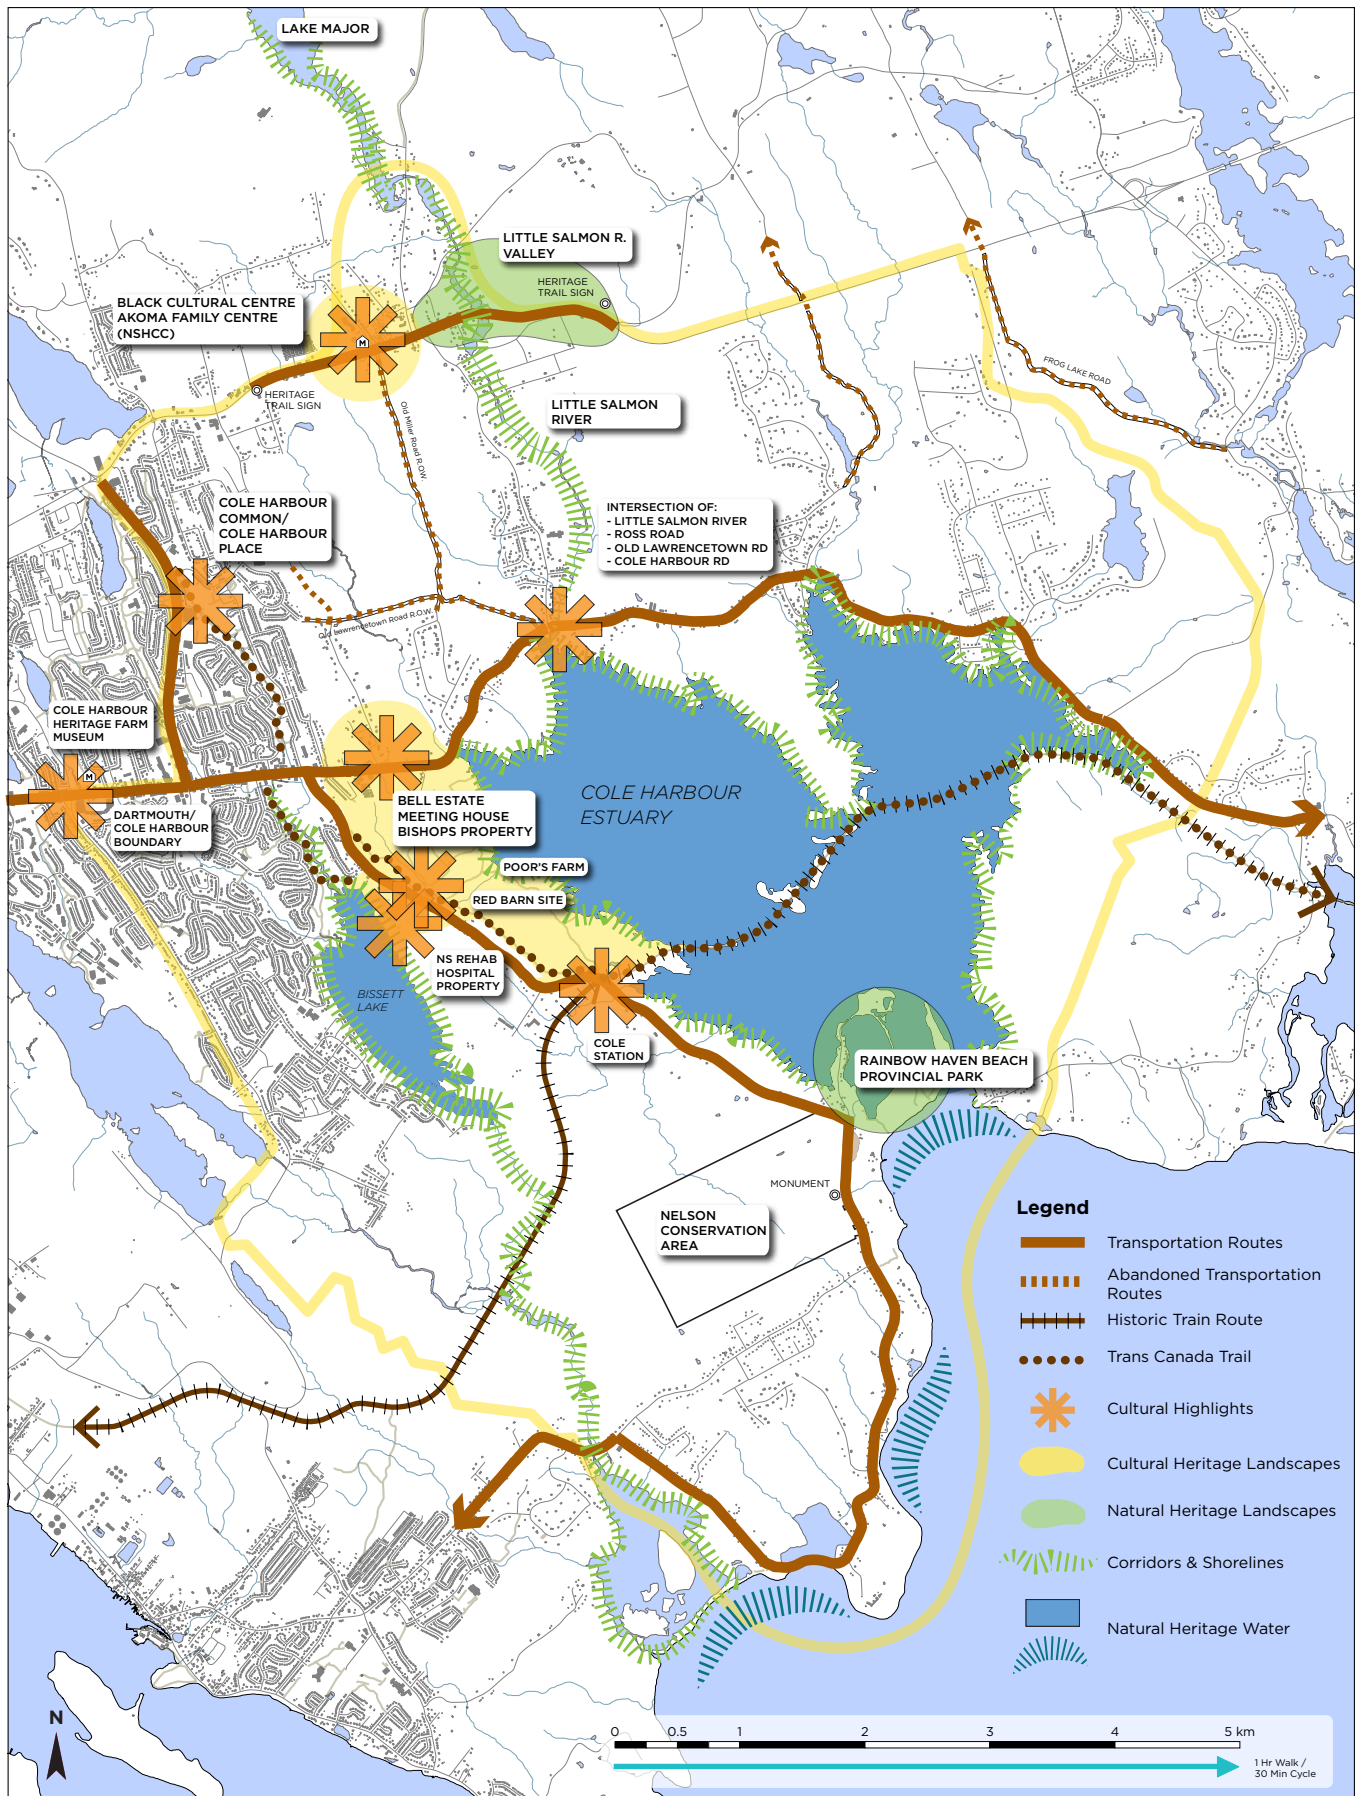 LAKE MAJOR
LITTLE SALMON R.
VALLEY
HERITAGE
TRAIL SIGN
BLACK CULTURAL CENTRE
AKOMA FAMILY CENTRE
(NSHCC)
M
HERITAGE
TRAIL SIGN
FROG LAKE ROAD
Old Miller Road R.O.W.
LITTLE SALMON
RIVER
COLE HARBOUR
COMMON/
COLE HARBOUR
PLACE
INTERSECTION OF:
- LITTLE SALMON RIVER
- ROSS ROAD
- OLD LAWRENCETOWN RD
- COLE HARBOUR RD
Old Lawrencetown Road R.O.W.
COLE HARBOUR
HERITAGE FARM
MUSEUM
M
DARTMOUTH/
COLE HARBOUR
BOUNDARY
BELL ESTATE
MEETING HOUSE
BISHOPS PROPERTY
COLE HARBOUR
ESTUARY
POOR'S FARM
RED BARN SITE
NS REHAB
HOSPITAL
PROPERTY
BISSETT
LAKE
COLE
STATION
RAINBOW HAVEN BEACH
PROVINCIAL PARK
MONUMENT
NELSON
CONSERVATION
AREA
Legend
Transportation Routes
Abandoned Transportation
Routes
Historic Train Route
Trans Canada Trail
Cultural Highlights
Cultural Heritage Landscapes
Natural Heritage Landscapes
Corridors & Shorelines
Natural Heritage Water
N
0 0.5 1 2 3 4 5 km
1 Hr Walk /
30 Min Cycle